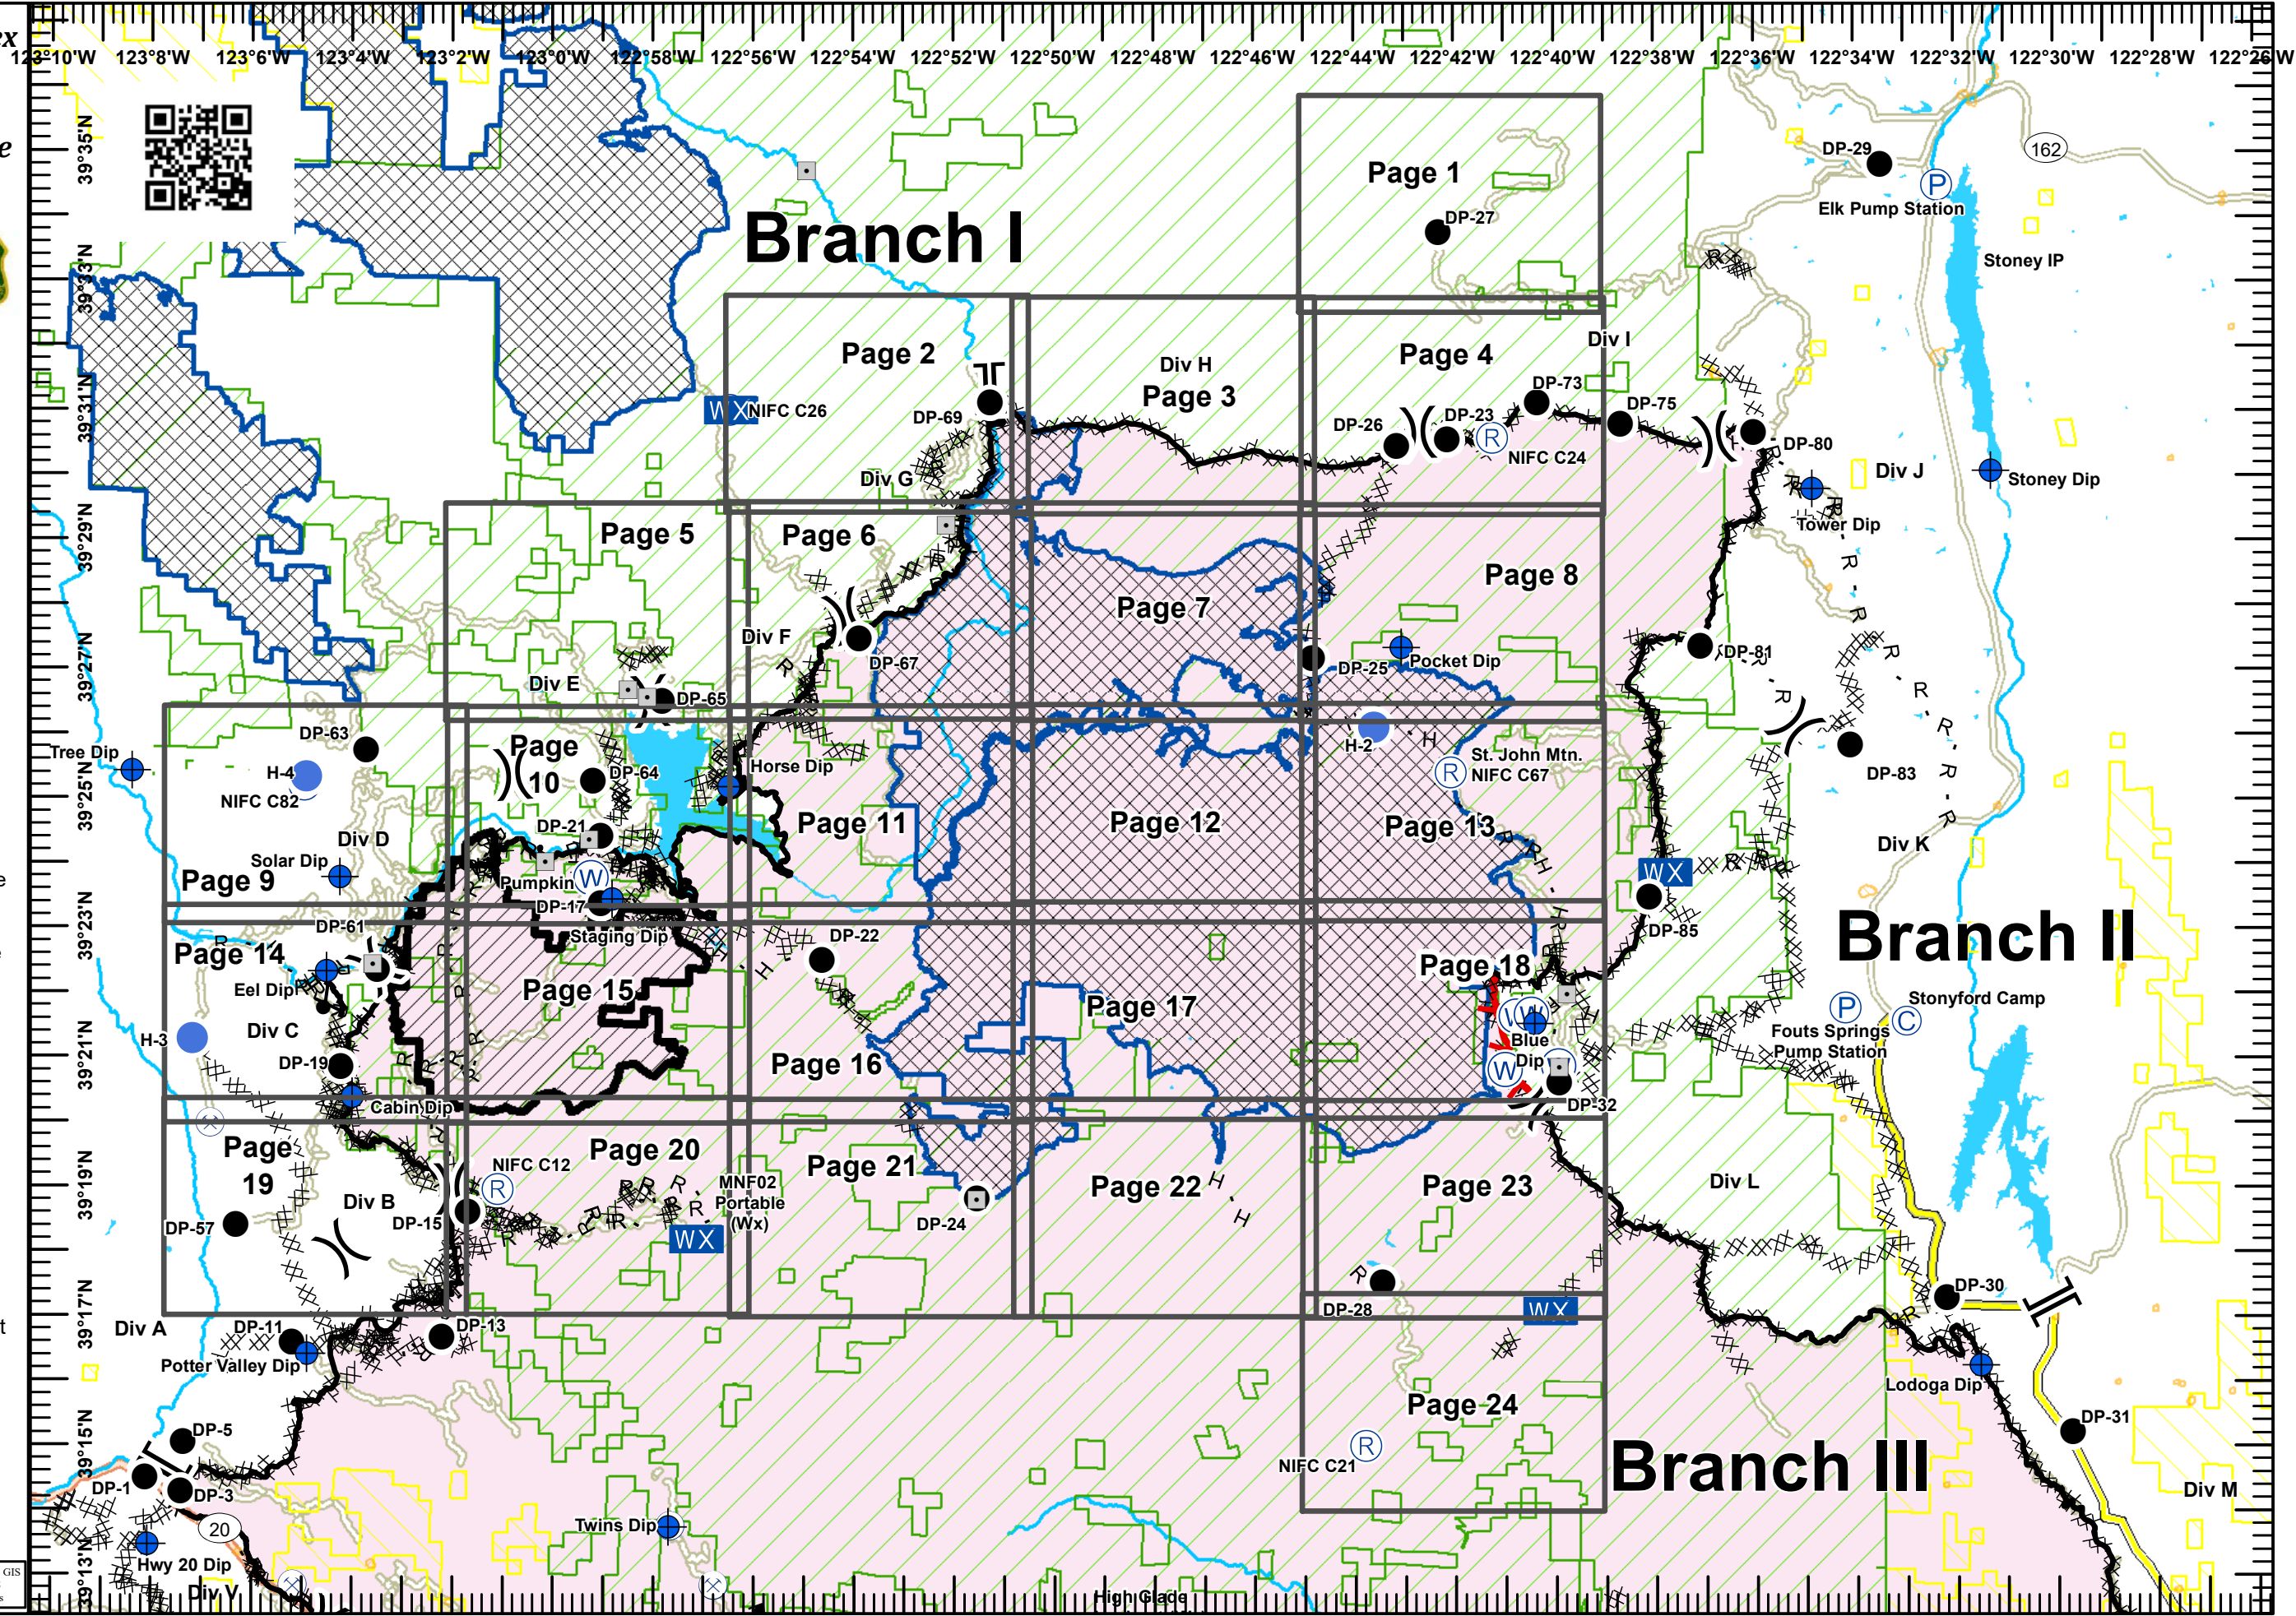 ex
e
123°10'W 123°8'W 123°6'W 123°4'W 123°2'W 123°0'W 122°58'W 122°56'W 122°54'W 122°52'W 122°50'W 122°48'W 122°46'W 122°44'W 122°42'W 122°40'W 122°38'W 122°36'W 122°34'W 122°32'W 122°30'W 122°28'W 122°26'W
39°35'N
39°33'N
39°31'N
39°29'N
39°27'N
39°25'N
39°23'N
39°21'N
39°19'N
39°17'N
39°15'N
39°13'N
Branch I
Page 1
DP-27
DP-29
162
P
Elk Pump Station
Stoney IP
Page 2
Div H
Page 3
Page 4
Div I
WX
NIFC C26
DP-69
DP-73
DP-26
DP-23
DP-75
R
NIFC C24
DP-80
Div J
Stoney Dip
Div G
Tower Dip
Page 5
Page 6
Page 7
Page 8
Div F
DP-67
DP-25
Pocket Dip
DP-81
Div E
DP-65
DP-63
Tree Dip
H-4
NIFC C82
Page
10
DP-64
Horse Dip
H-2
St. John Mtn.
R
NIFC C67
DP-83
DP-21
Page 11
Page 12
Page 13
Div D
Div K
Solar Dip
Page 9
Pumpkin
W
WX
DP-17
DP-61
Staging Dip
DP-22
DP-85
Branch II
Page 14
Eel Dip
Page 15
Page 18
Page 17
P
Stonyford Camp
C
Fouts Springs
Pump Station
Div C
H-3
W
Blue
Dip
W
DP-19
Page 16
Cabin Dip
DP-32
Page
19
NIFC C12
Page 20
R
Page 21
MNF02
Portable
(Wx)
Page 22
Page 23
Div L
Div B
DP-57
DP-15
DP-24
WX
DP-28
WX
DP-30
Div A
DP-11
DP-13
Potter Valley Dip
Lodoga Dip
Page 24
DP-5
DP-31
R
NIFC C21
Branch III
DP-1
DP-3
Div M
20
Twins Dip
Hwy 20 Dip
Div V
High Glade
GIS